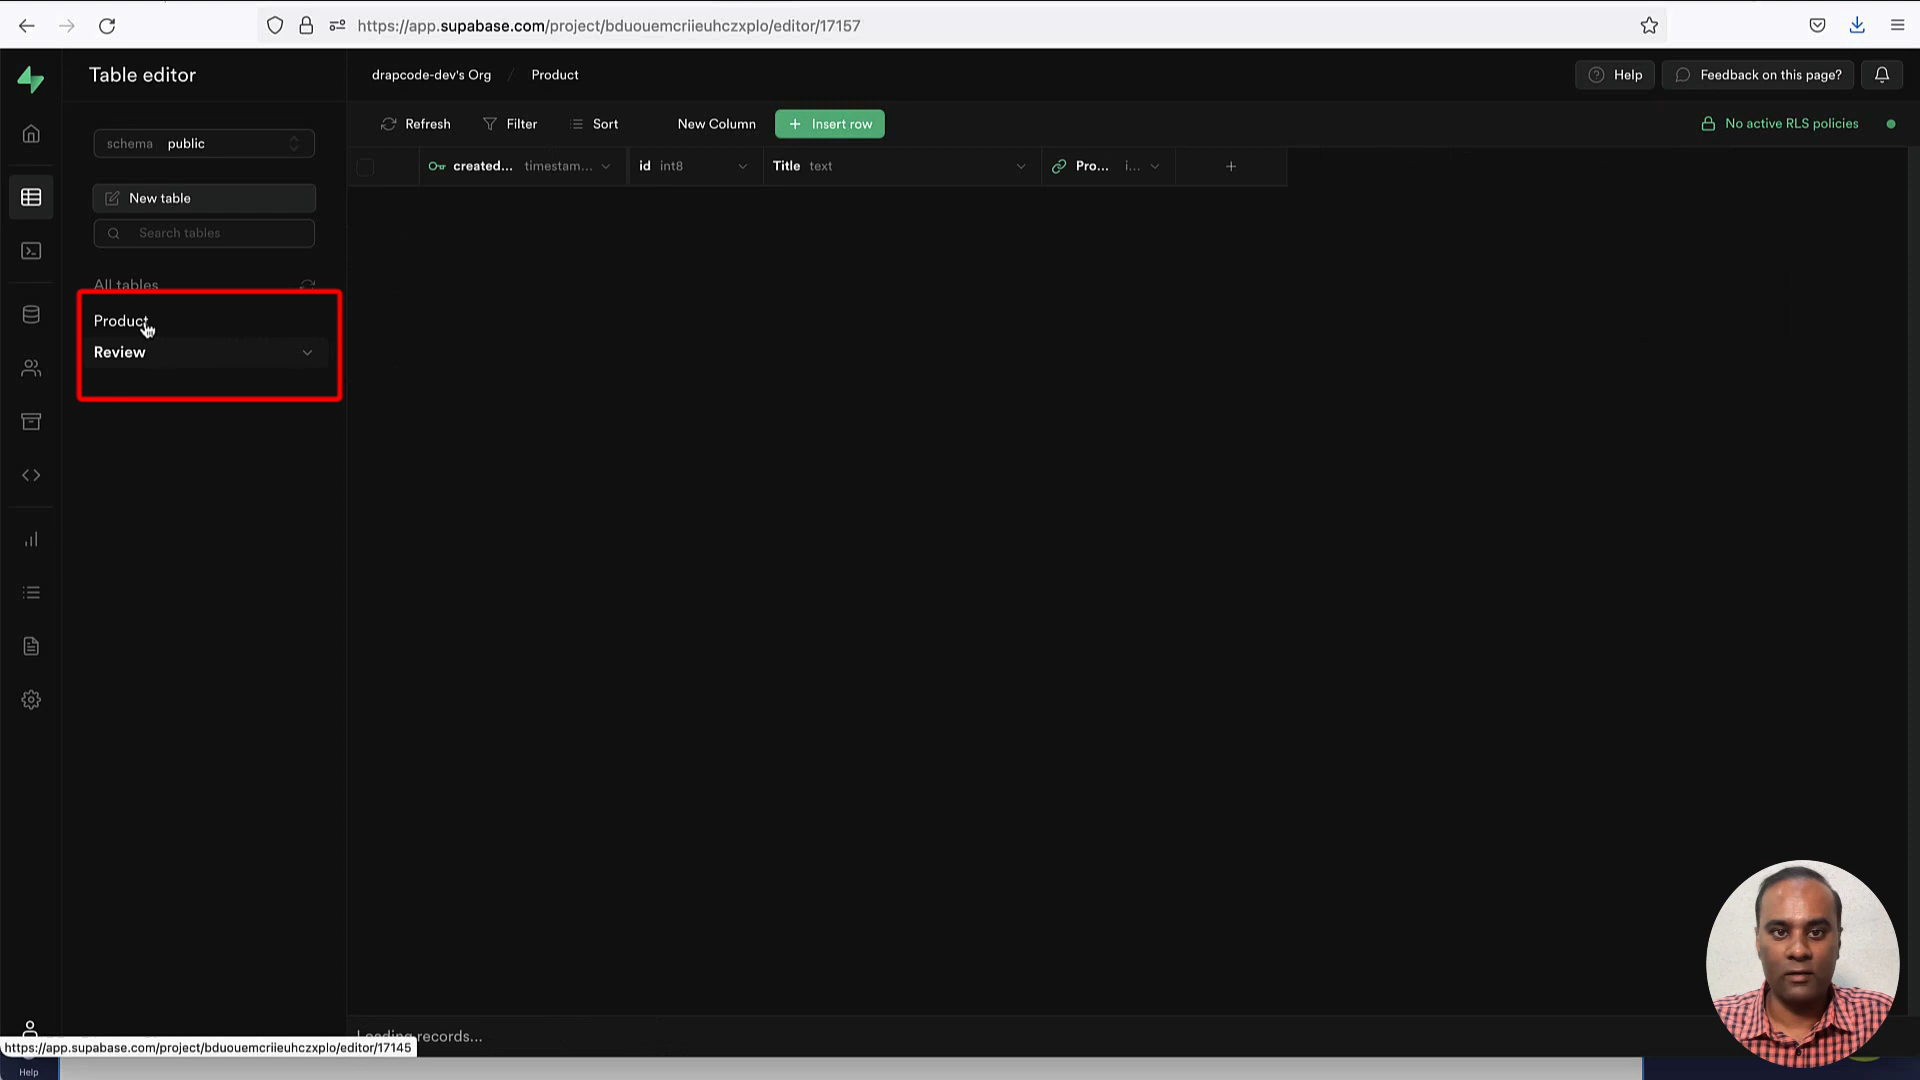 https://app.supabase.com/project/bduouemcriieuhczxplo/editor/17157
Table editor
drapcode-dev's Org / Product
Help
Feedback on this page?
schema public
Refresh
Filter
Sort
New Column
+ Insert row
No active RLS policies
created... timestam...
id int8
Title text
Pro... i...
+
New table
Search tables
All tables
Product
Review
Loading records...
https://app.supabase.com/project/bduouemcriieuhczxplo/editor/17145
Help